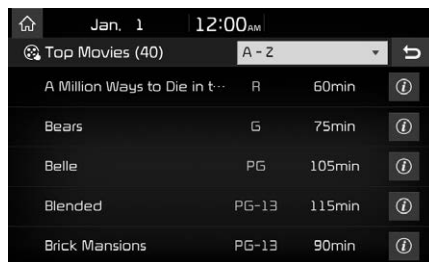 Jan. 1 12:00AM
Top Movies (40) A - Z
A Million Ways to Die in t... R 60min
Bears G 75min
Belle PG 105min
Blended PG-13 115min
Brick Mansions PG-13 90min